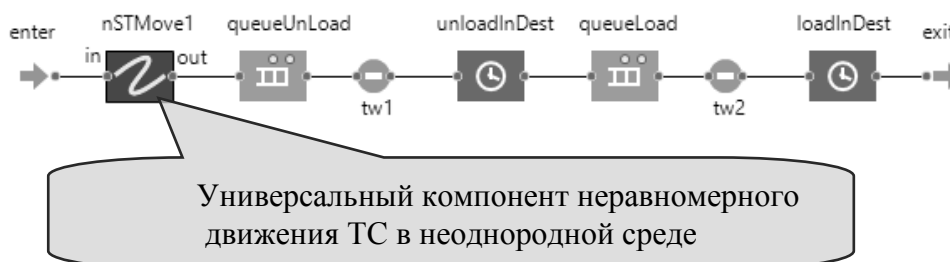 enter nSTMove1 queueUnLoad unloadInDest queueLoad loadInDest exit
in out
tw1 tw2
Универсальный компонент неравномерного
движения ТС в неоднородной среде